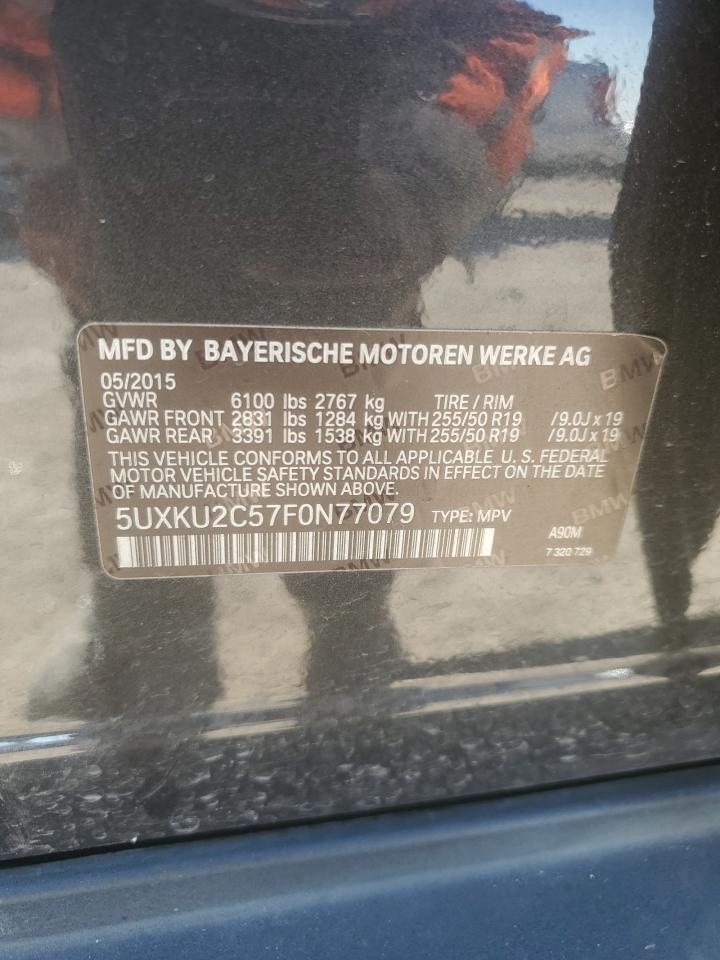 MFD BY BAYERISCHE MOTOREN WERKE AG
05/2015
GVWR 6100 lbs 2767 kg TIRE / RIM
GAWR FRONT 2831 lbs 1284 kg WITH 255/50 R19 /9.0J x 19
GAWR REAR 3391 lbs 1538 kg WITH 255/50 R19 /9.0J x 19
THIS VEHICLE CONFORMS TO ALL APPLICABLE U. S. FEDERAL
MOTOR VEHICLE SAFETY STANDARDS IN EFFECT ON THE DATE
OF MANUFACTURE SHOWN ABOVE.
5UXKU2C57F0N77079 TYPE: MPV
A90M
7 320 729